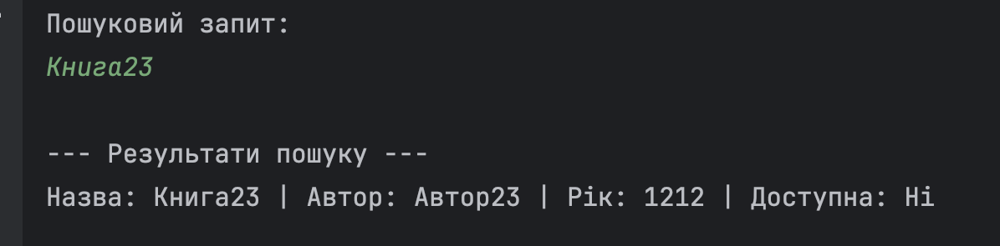 Пошуковий запит:
Книга23
--- Результати пошуку ---
Назва: Книга23 | Автор: Автор23 | Рік: 1212 | Доступна: Ні